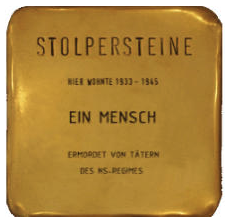 STOLPERSTEINE
HIER WOHNTE 1933 - 1945
EIN MENSCH
ERMORDET VON TÄTERN
DES NS-REGIMES